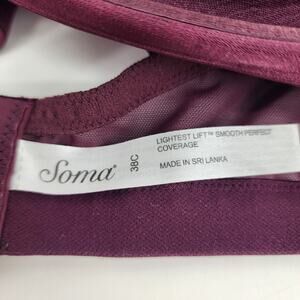 Soma
38C
LIGHTEST LIFT™ SMOOTH PERFECT
COVERAGE
MADE IN SRI LANKA